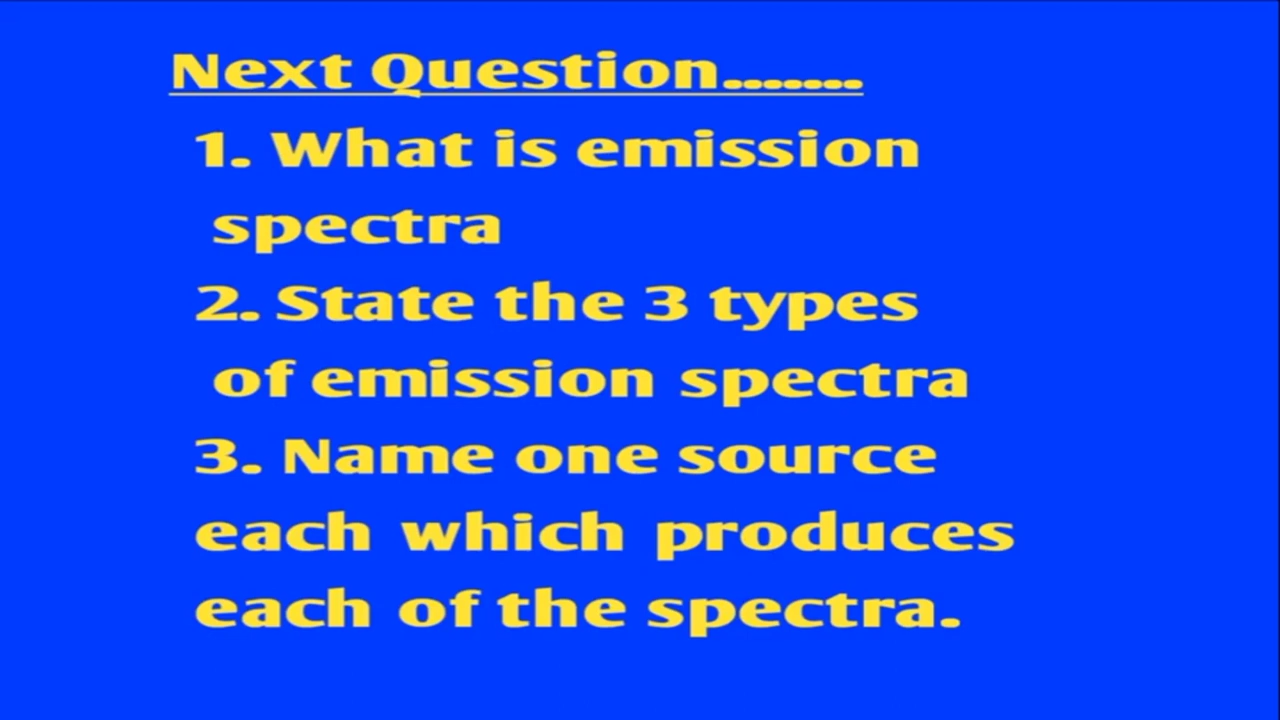 Next Question.......
1. What is emission
spectra
2. State the 3 types
of emission spectra
3. Name one source
each which produces
each of the spectra.